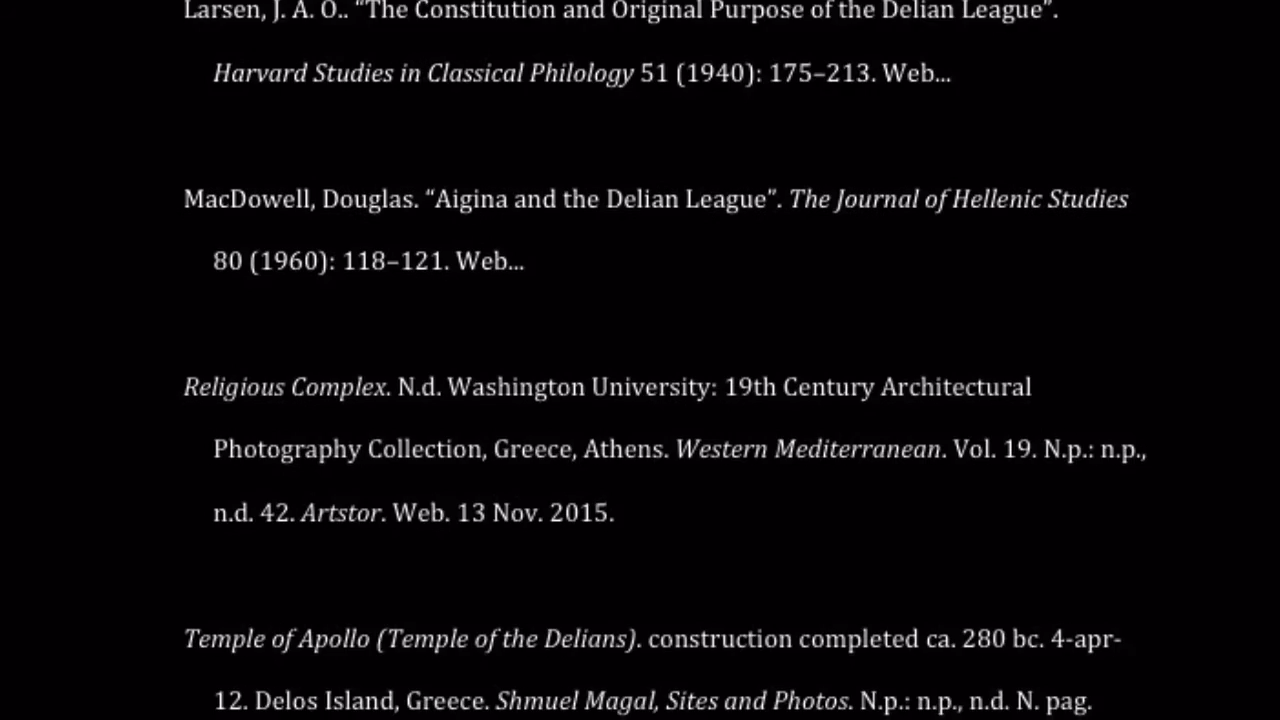 Larsen, J. A. O.. “The Constitution and Original Purpose of the Delian League”.
Harvard Studies in Classical Philology 51 (1940): 175–213. Web...
MacDowell, Douglas. “Aigina and the Delian League”. The Journal of Hellenic Studies
80 (1960): 118–121. Web...
Religious Complex. N.d. Washington University: 19th Century Architectural
Photography Collection, Greece, Athens. Western Mediterranean. Vol. 19. N.p.: n.p.,
n.d. 42. Artstor. Web. 13 Nov. 2015.
Temple of Apollo (Temple of the Delians). construction completed ca. 280 bc. 4-apr-
12. Delos Island, Greece. Shmuel Magal, Sites and Photos. N.p.: n.p., n.d. N. pag.